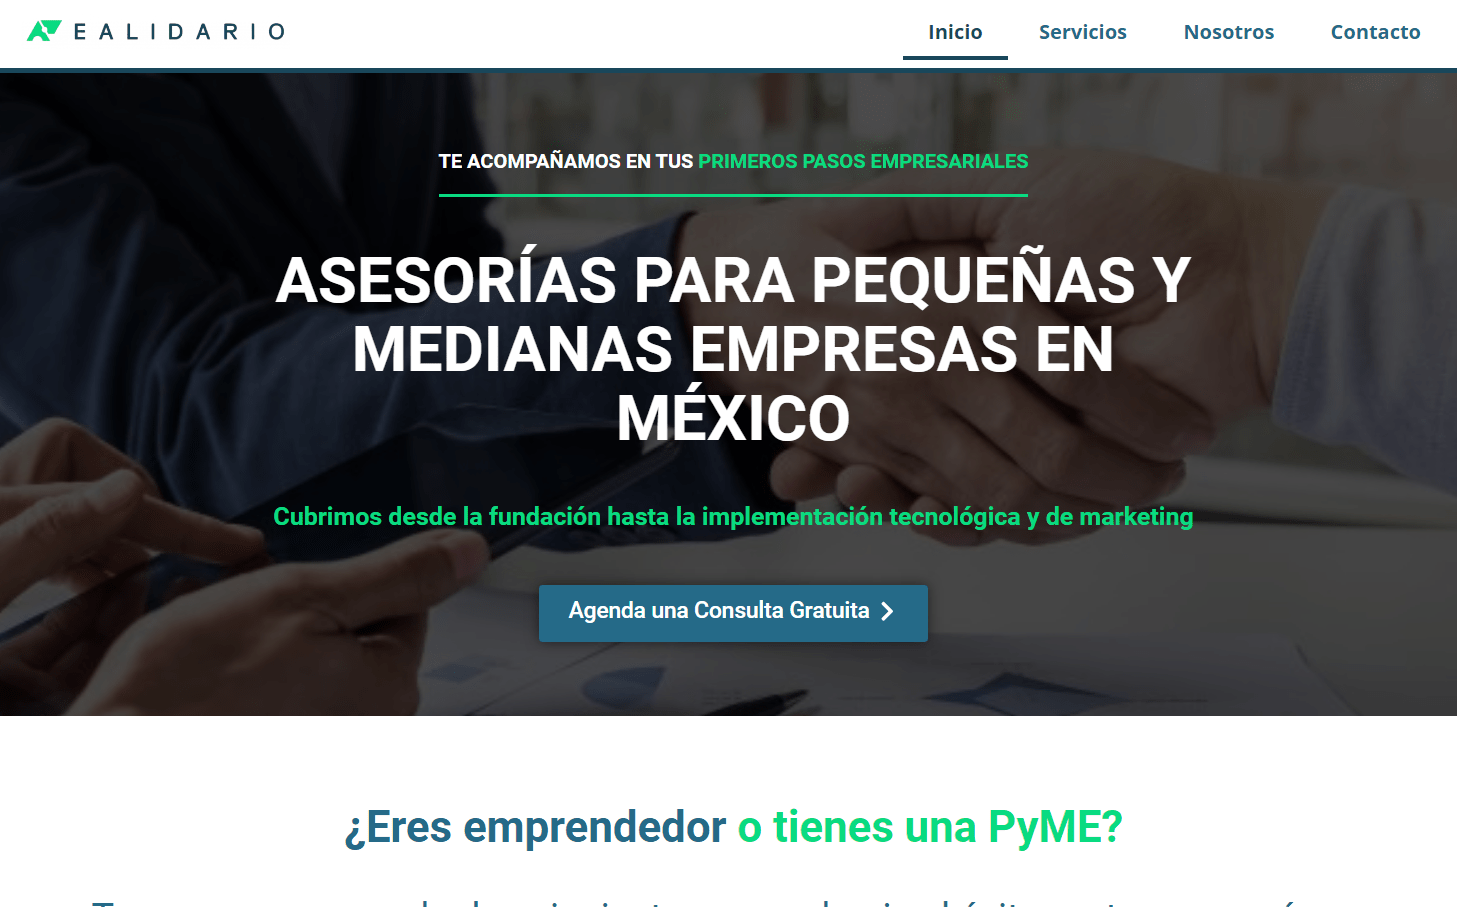 EALIDARIO
Inicio Servicios Nosotros Contacto
TE ACOMPAÑAMOS EN TUS PRIMEROS PASOS EMPRESARIALES
ASESORÍAS PARA PEQUEÑAS Y
MEDIANAS EMPRESAS EN
MÉXICO
Cubrimos desde la fundación hasta la implementación tecnológica y de marketing
Agenda una Consulta Gratuita
¿Eres emprendedor o tienes una PyME?